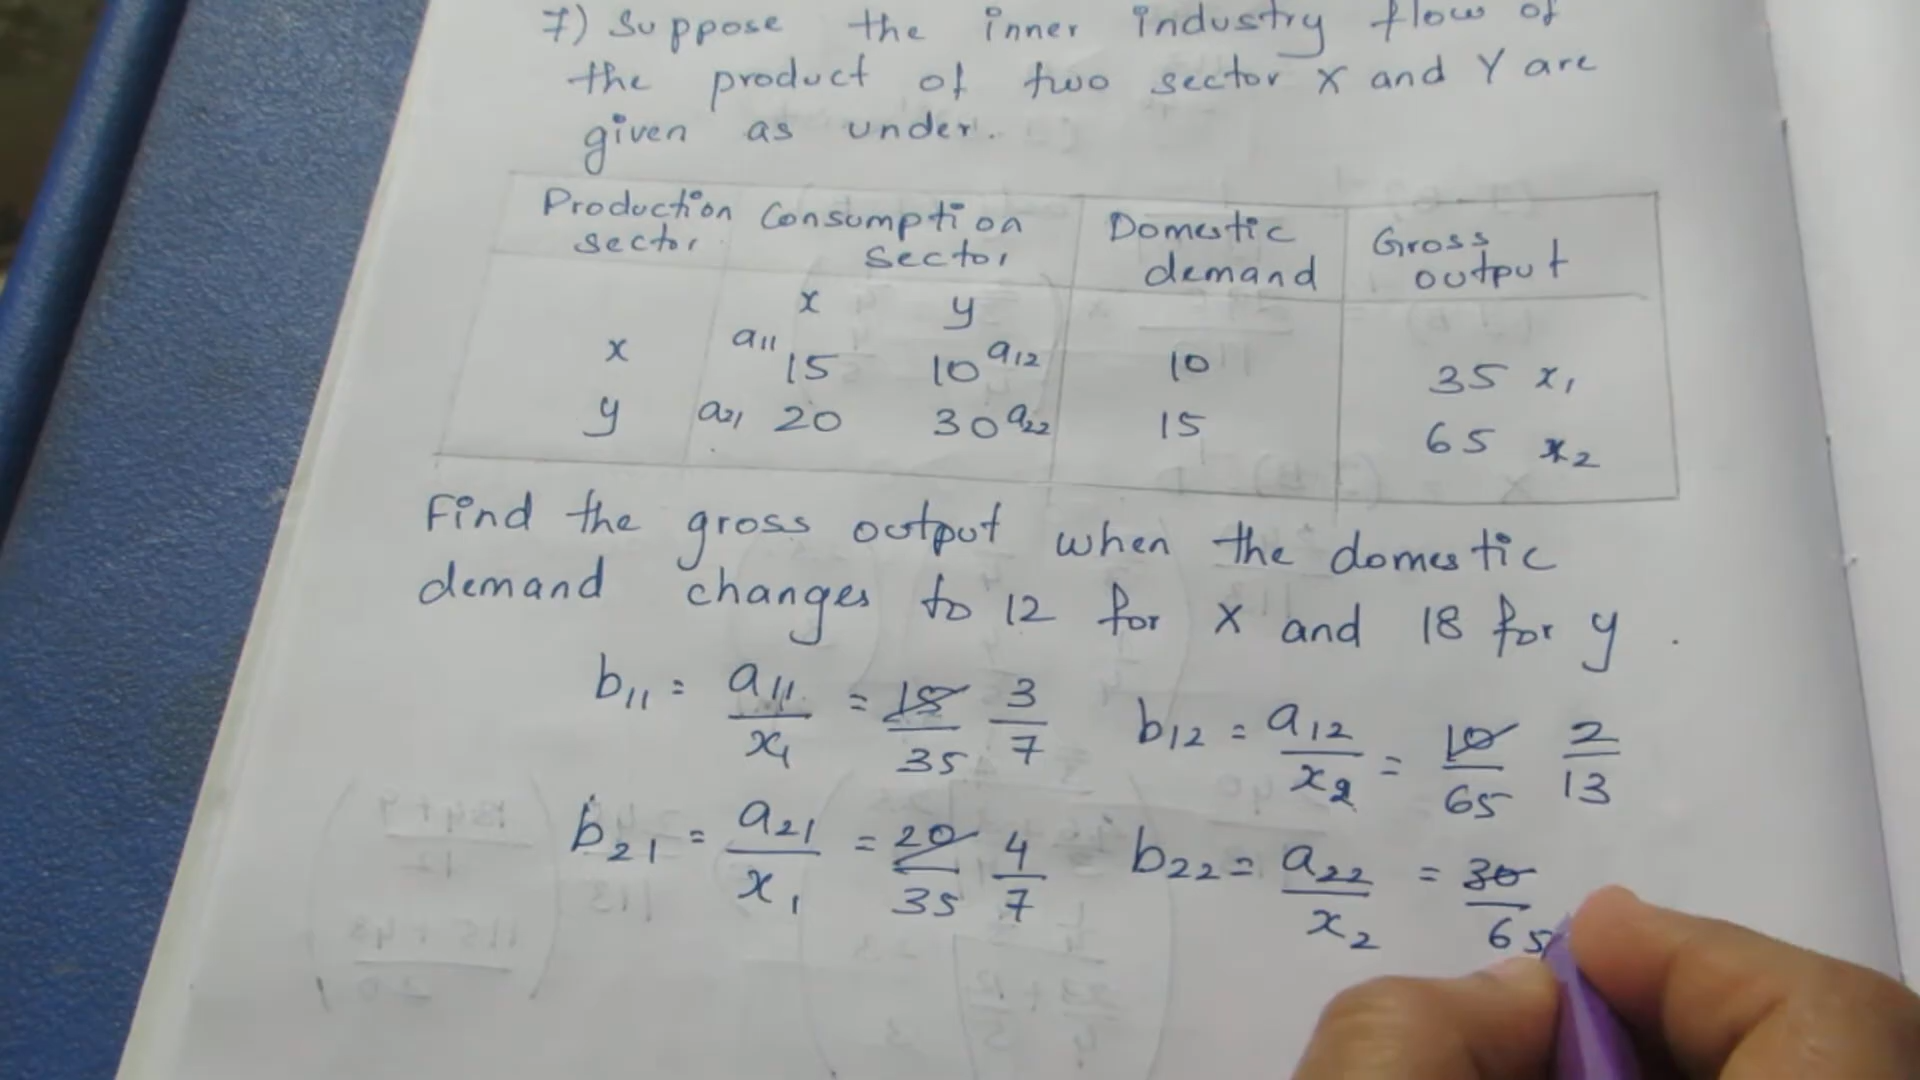 7) Suppose the inner industry flow of
the product of two sector X and Y are
given as under.
Production sector Consumption sector Domestic demand Gross output
x y
x a11 15 10 a12 10 35 x1
y a21 20 30 a22 15 65 x2
Find the gross output when the domestic
demand changes to 12 for X and 18 for y.
b11 = a11/x1 = 15/35 3/7 b12 = a12/x2 = 10/65 2/13
b21 = a21/x1 = 20/35 4/7 b22 = a22/x2 = 30/65